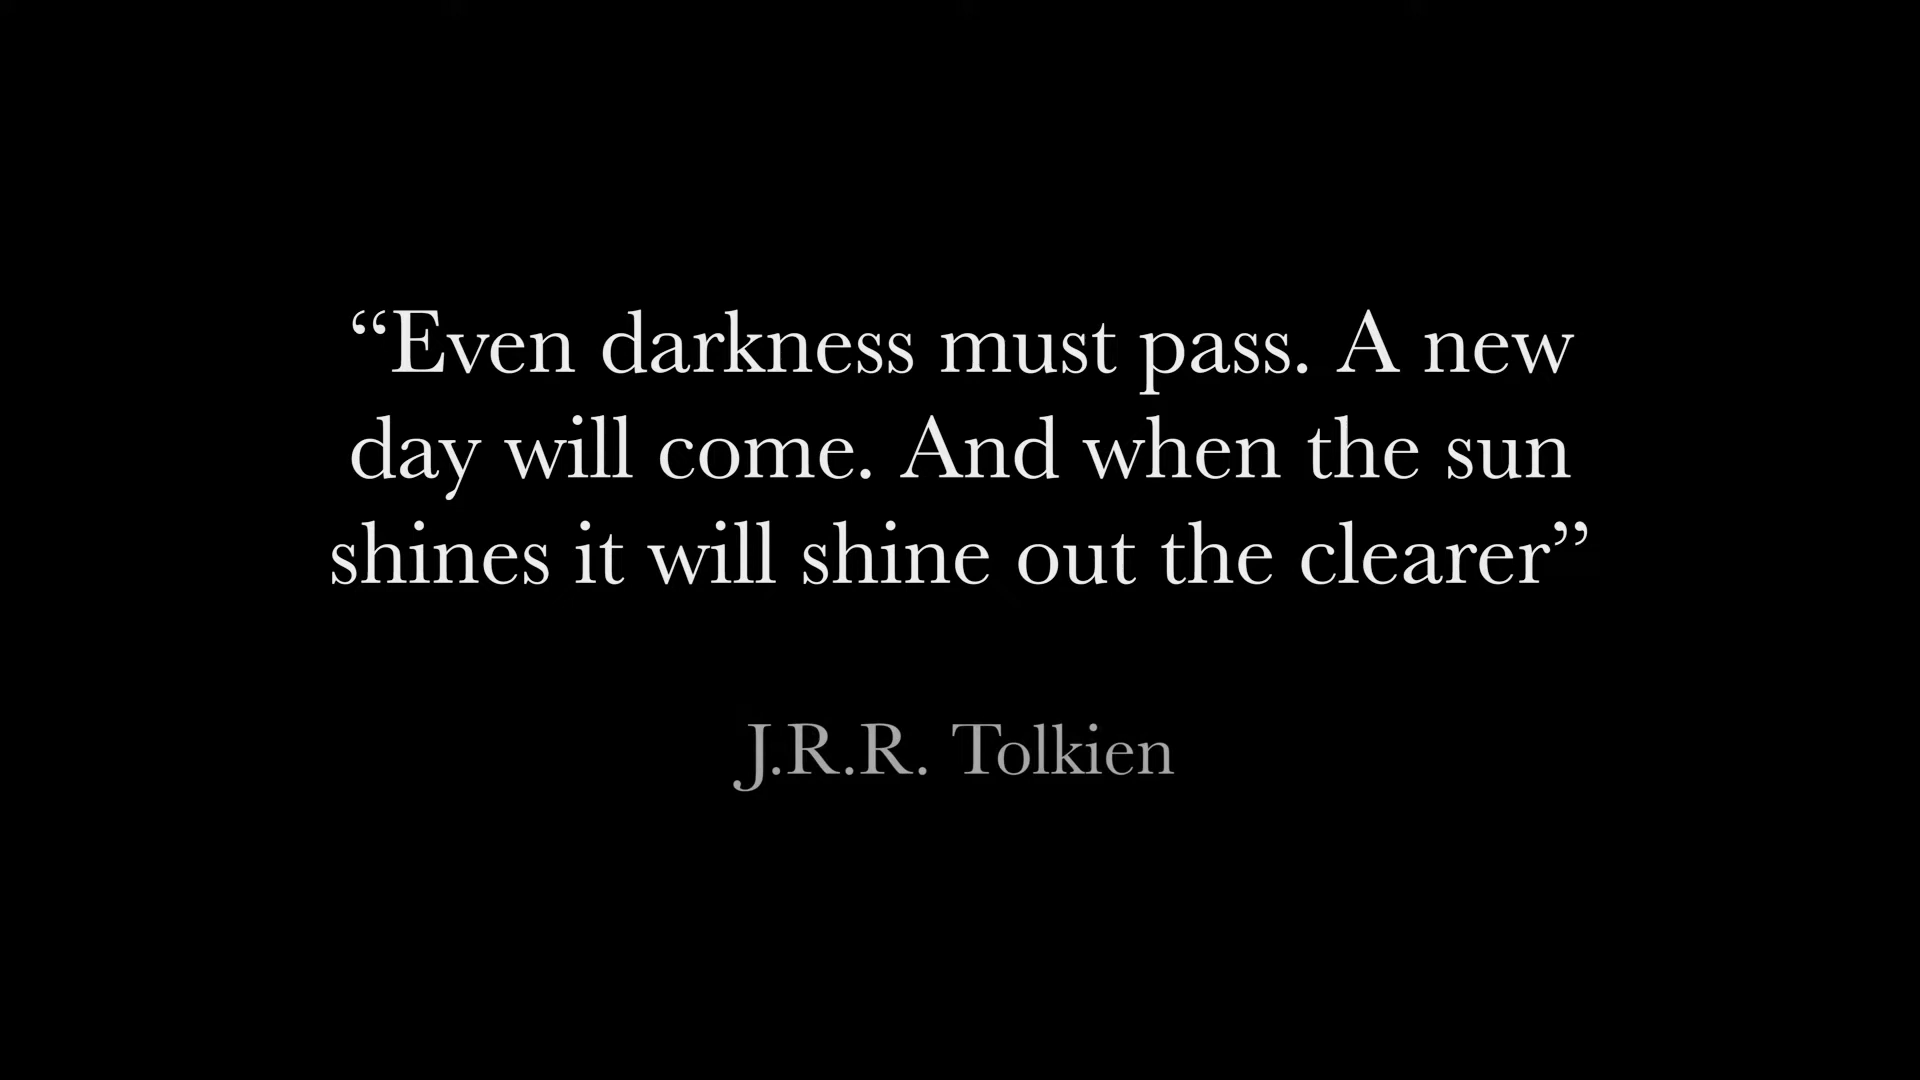 “Even darkness must pass. A new
day will come. And when the sun
shines it will shine out the clearer”
J.R.R. Tolkien